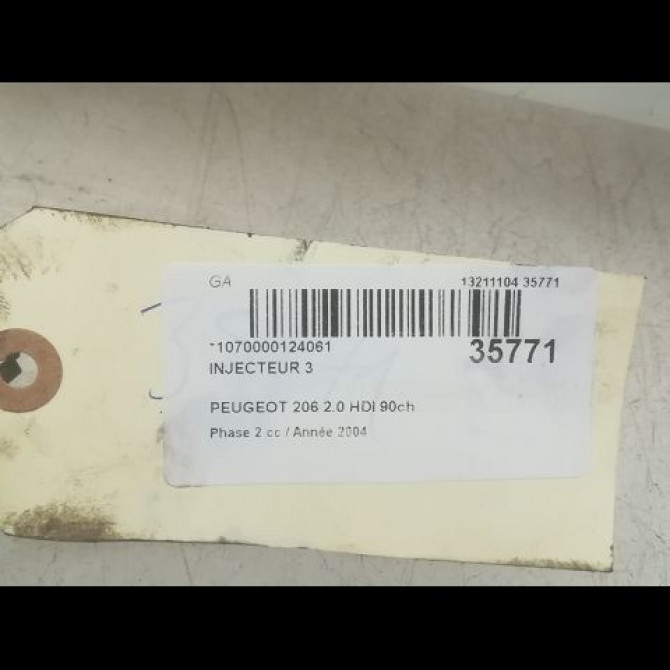 GA 13211104 35771
-1070000124061 35771
INJECTEUR 3
PEUGEOT 206 2.0 HDI 90ch
Phase 2 cc / Année 2004